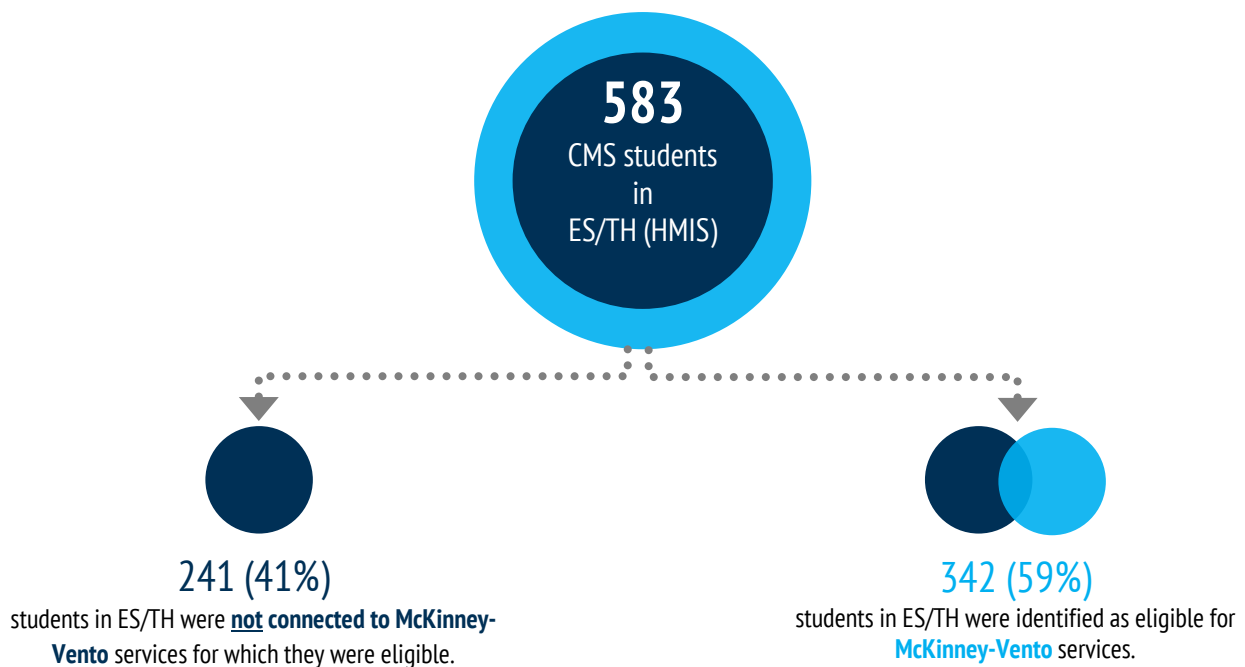 583
CMS students
in
ES/TH (HMIS)
241 (41%)
students in ES/TH were not connected to McKinney-
Vento services for which they were eligible.
342 (59%)
students in ES/TH were identified as eligible for
McKinney-Vento services.